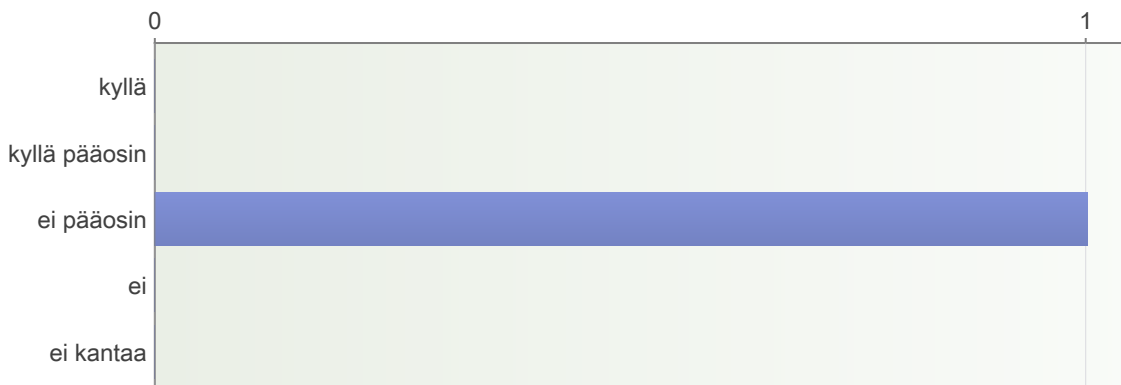 0 1
kyllä
kyllä pääosin
ei pääosin
ei
ei kantaa